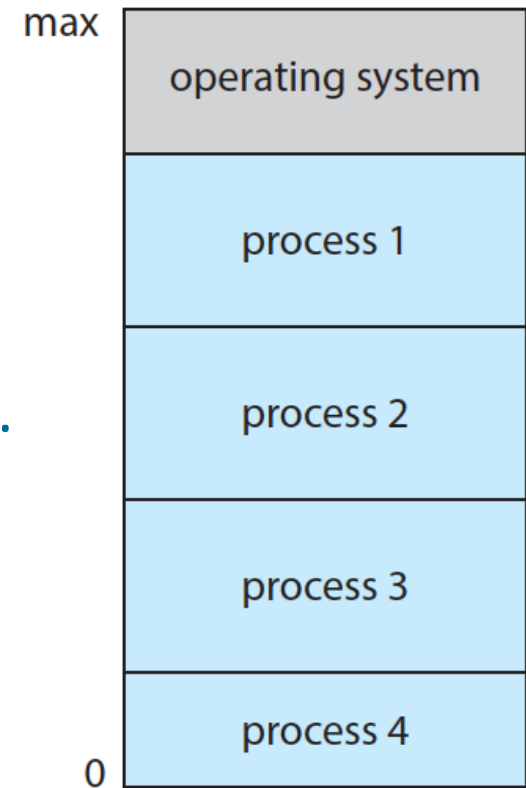 max
operating system
process 1
process 2
.
process 3
process 4
0